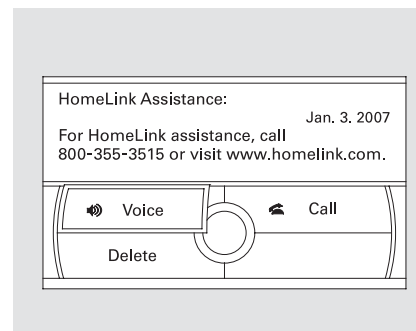 HomeLink Assistance:
Jan. 3. 2007
For HomeLink assistance, call
800-355-3515 or visit www.homelink.com.
Voice
Call
Delete